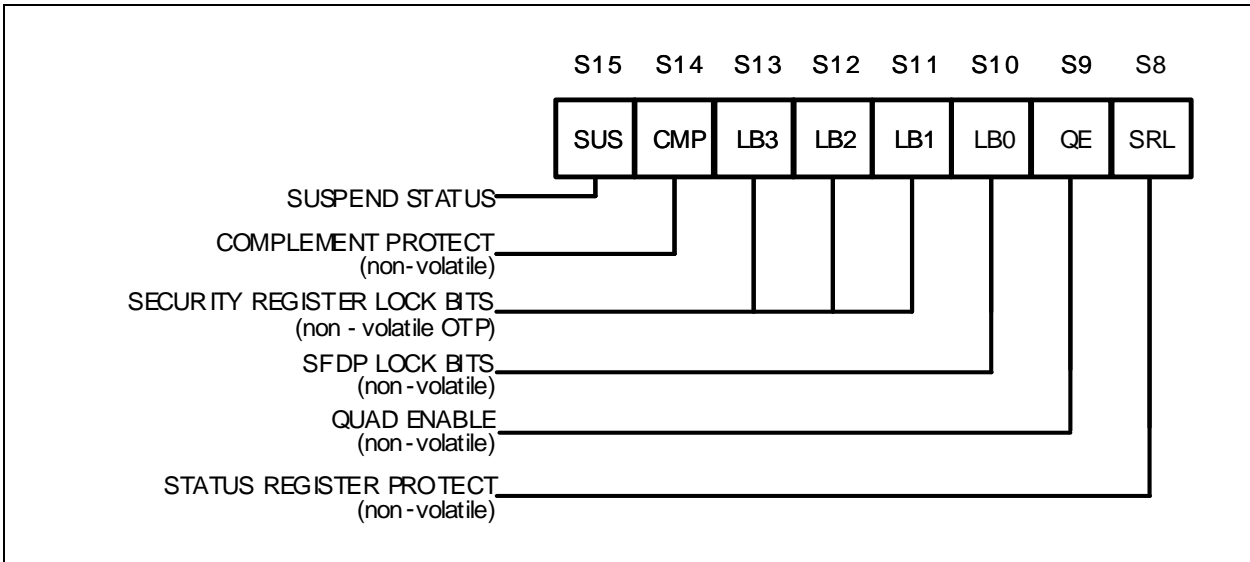 S15 S14 S13 S12 S11 S10 S9 S8
SUS CMP LB3 LB2 LB1 LB0 QE SRL
SUSPEND STATUS
COMPLEMENT PROTECT
(non-volatile)
SECURITY REGISTER LOCK BITS
(non - volatile OTP)
SFDP LOCK BITS
(non-volatile)
QUAD ENABLE
(non-volatile)
STATUS REGISTER PROTECT
(non-volatile)